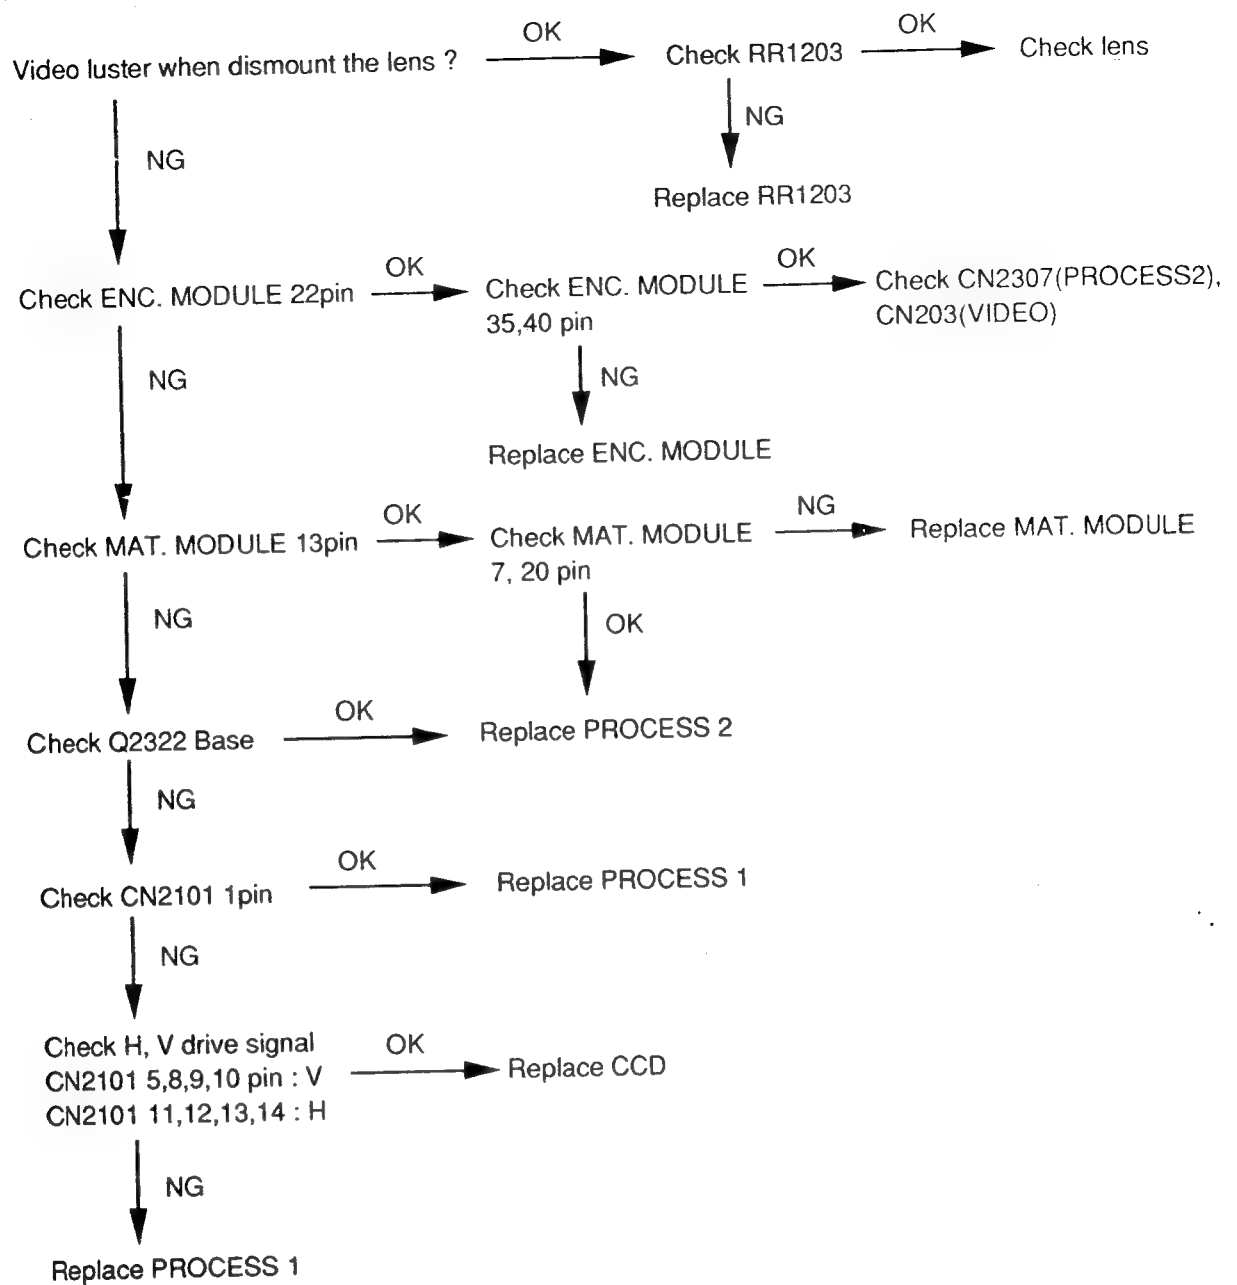 OK
OK
Video luster when dismount the lens ?
Check RR1203
Check lens
NG
NG
Replace RR1203
OK
OK
Check ENC. MODULE 22pin
Check ENC. MODULE
35,40 pin
Check CN2307(PROCESS2),
CN203(VIDEO)
NG
NG
Replace ENC. MODULE
OK
NG
Check MAT. MODULE 13pin
Check MAT. MODULE
7, 20 pin
Replace MAT. MODULE
NG
OK
OK
Check Q2322 Base
Replace PROCESS 2
NG
OK
Check CN2101 1pin
Replace PROCESS 1
NG
Check H, V drive signal
CN2101 5,8,9,10 pin : V
CN2101 11,12,13,14 : H
OK
Replace CCD
NG
Replace PROCESS 1